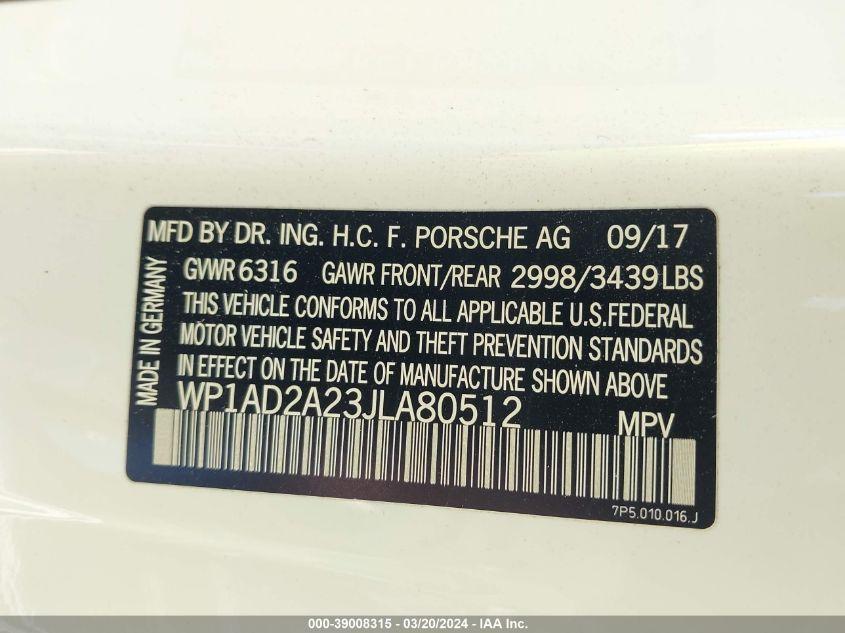 MFD BY DR. ING. H.C. F. PORSCHE AG 09/17
GVWR 6316 GAWR FRONT/REAR 2998/3439 LBS
THIS VEHICLE CONFORMS TO ALL APPLICABLE U.S.FEDERAL
MOTOR VEHICLE SAFETY AND THEFT PREVENTION STANDARDS
IN EFFECT ON THE DATE OF MANUFACTURE SHOWN ABOVE
WP1AD2A23JLA80512 MPV
MADE IN GERMANY
7P5.010.016.J
000-39008315 - 03/20/2024 - IAA Inc.